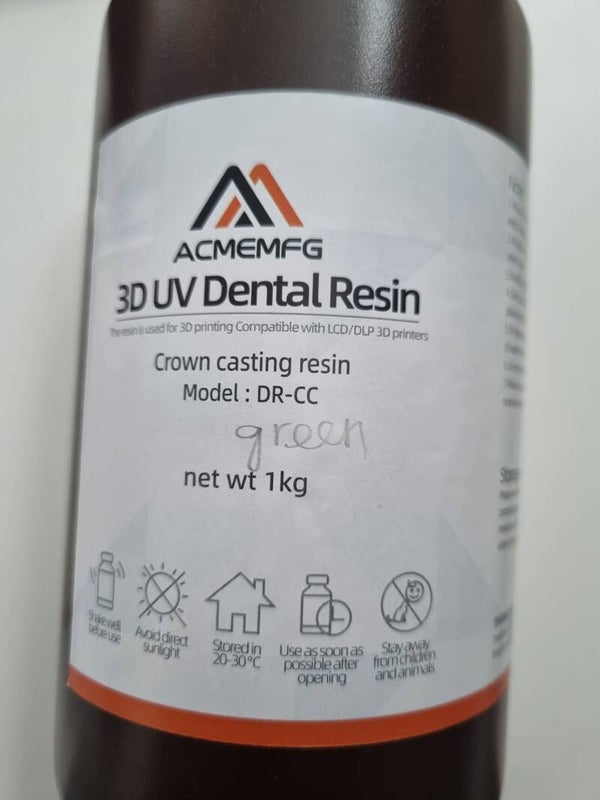 ACMEMFG
3D UV Dental Resin
The resin is used for 3D printing Compatible with LCD/DLP 3D printers
Crown casting resin
Model : DR-CC
green
net wt 1kg
Shake well
before use
Avoid direct
sunlight
Stored in
20-30°C
Use as soon as
possible after
opening
Stay away
from children
and animals